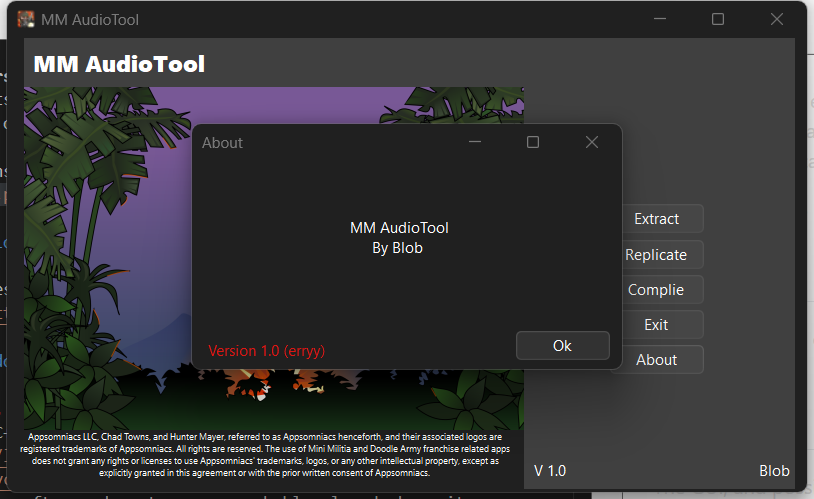 MM AudioTool
MM AudioTool
About
MM AudioTool
By Blob
Version 1.0 (erryy)
Ok
Extract
Replicate
Complie
Exit
About
Appsomniacs LLC, Chad Towns, and Hunter Mayer, referred to as Appsomniacs henceforth, and their associated logos are
registered trademarks of Appsomniacs. All rights are reserved. The use of Mini Militia and Doodle Army franchise related apps
does not grant any rights or licenses to use Appsomniacs' trademarks, logos, or any other intellectual property, except as
explicitly granted in this agreement or with the prior written consent of Appsomniacs.
V 1.0
Blob